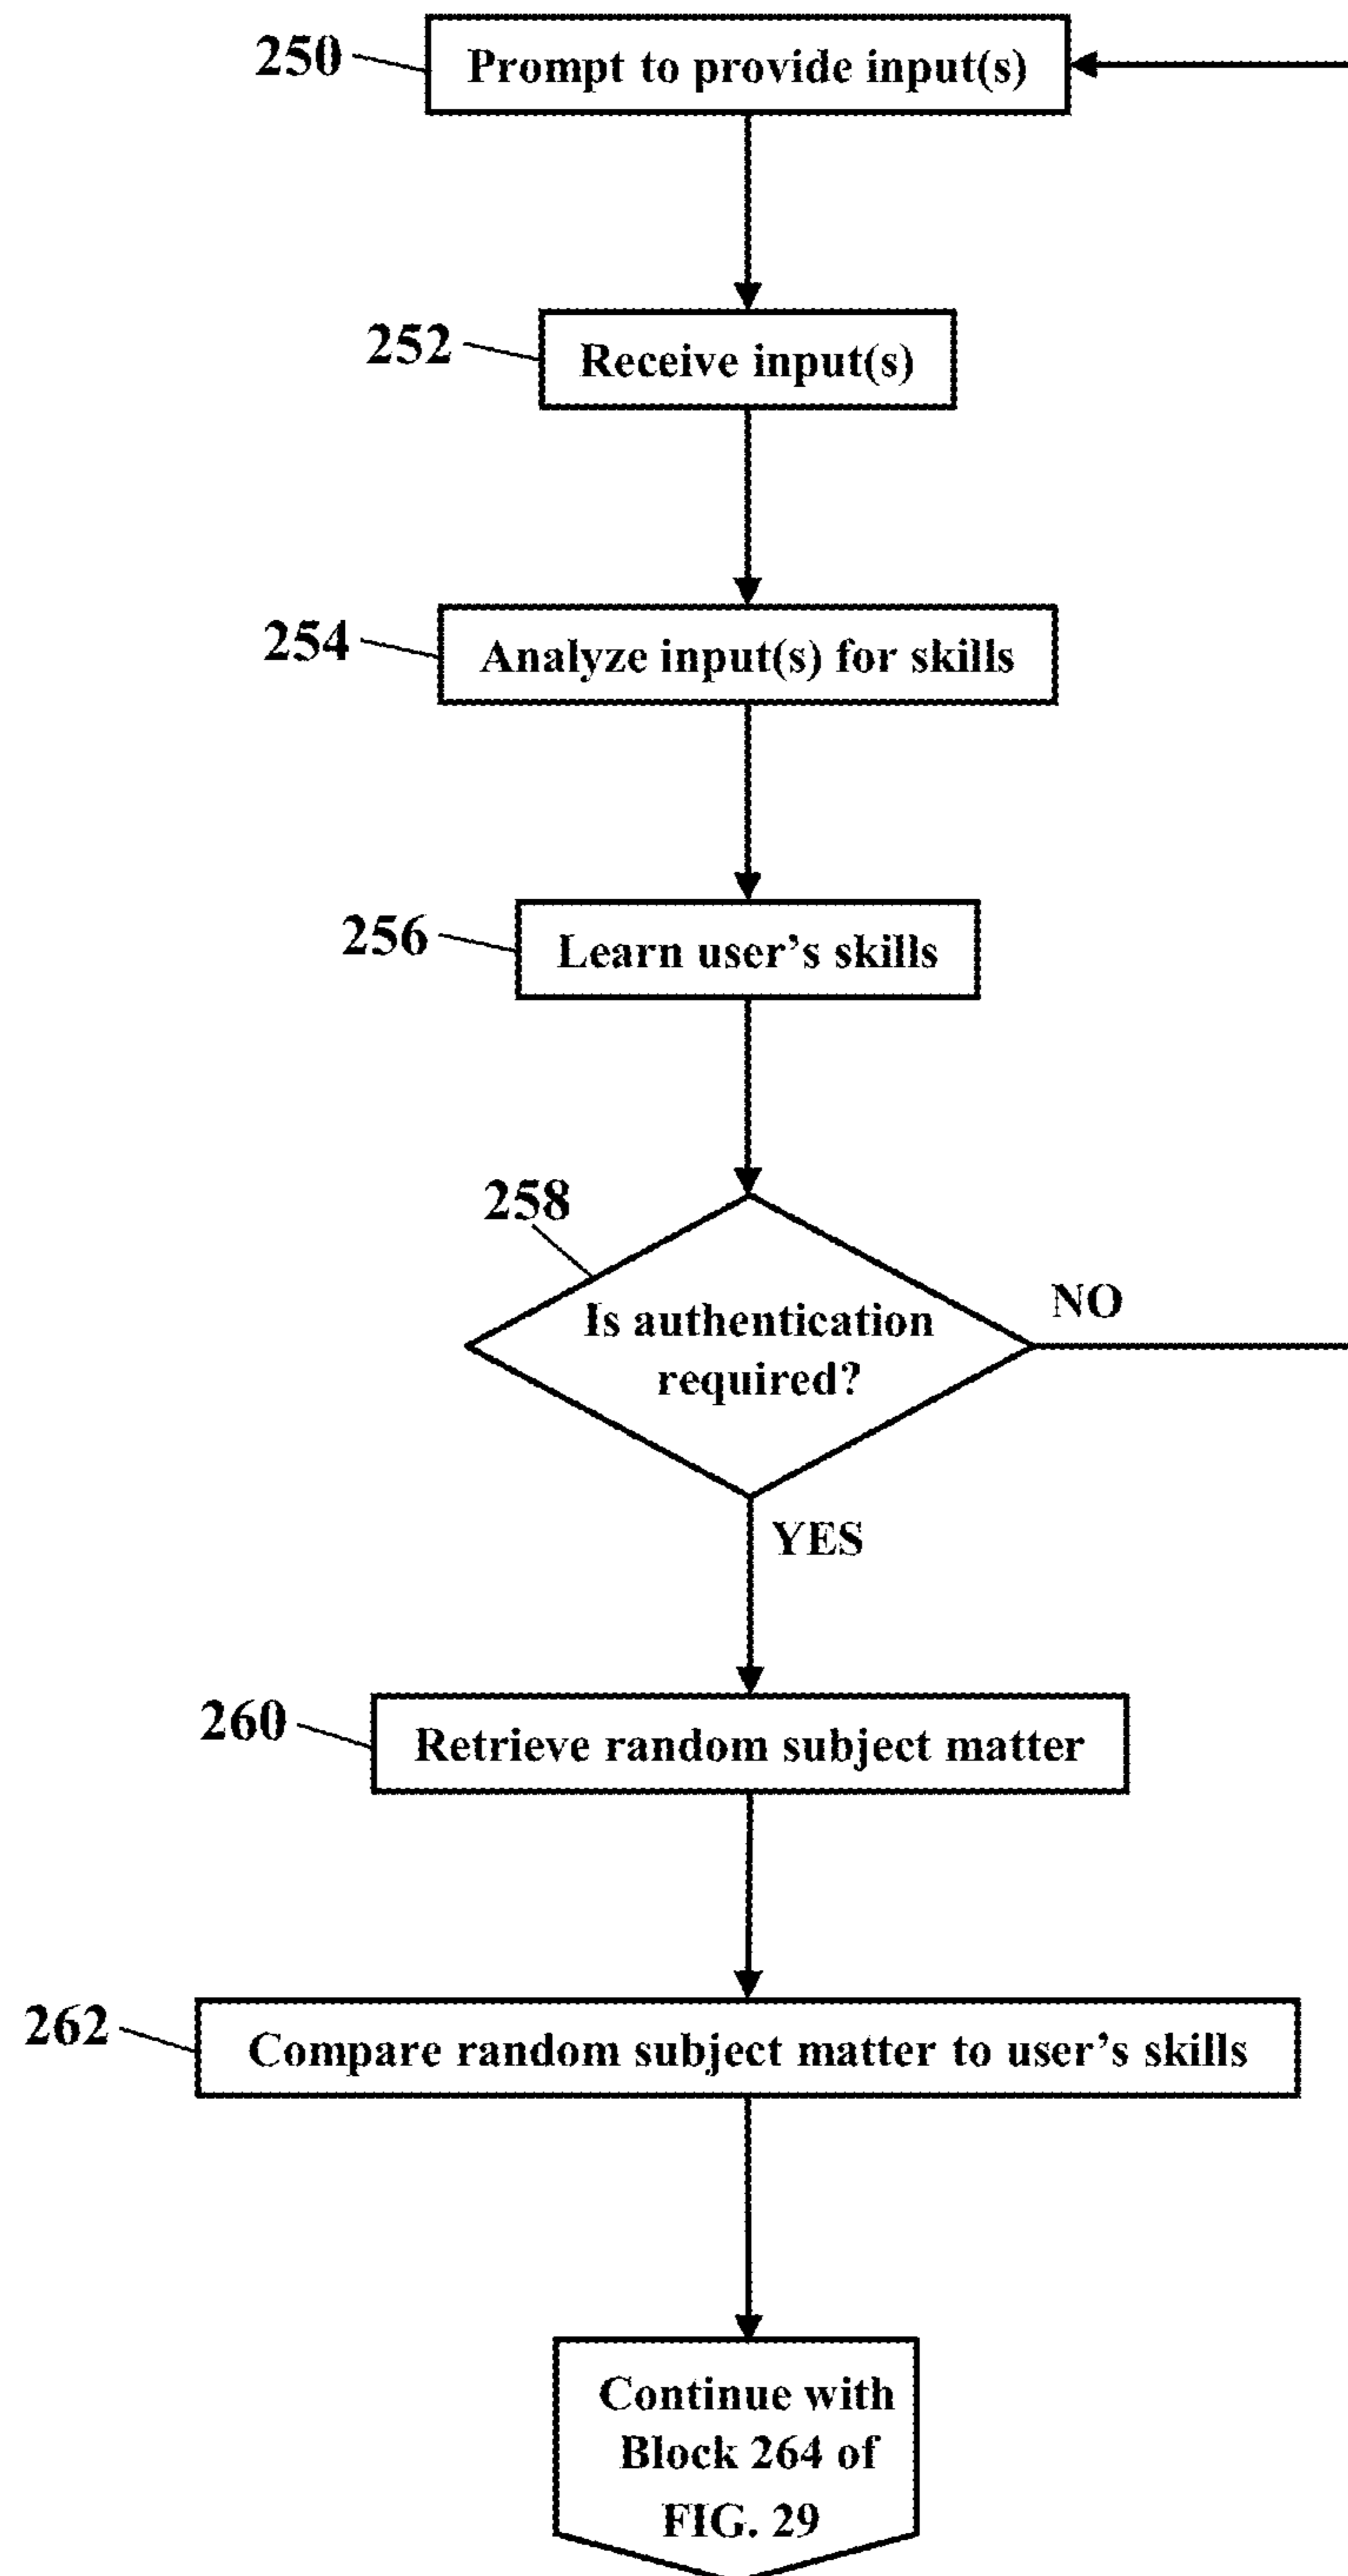 250
Prompt to provide input(s)
252
Receive input(s)
254
Analyze input(s) for skills
256
Learn user’s skills
258
Is authentication
required?
NO
YES
260
Retrieve random subject matter
262
Compare random subject matter to user’s skills
Continue with
Block 264 of
FIG. 29